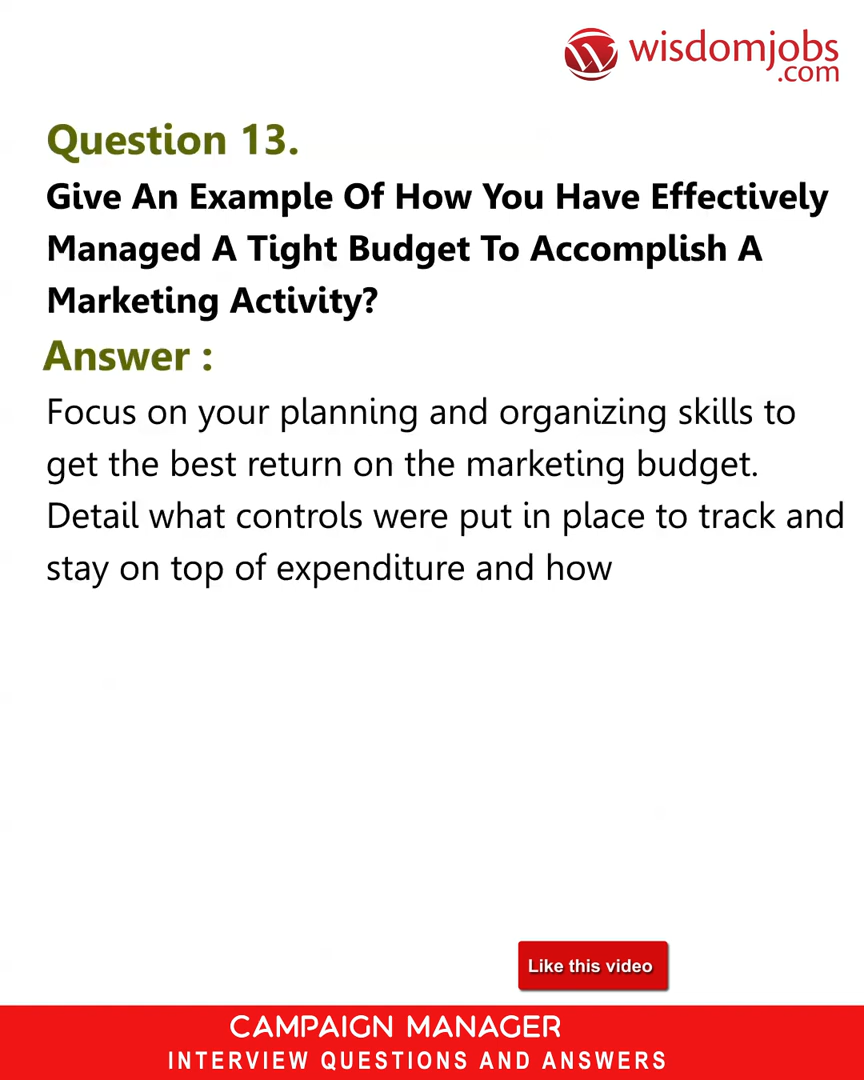 wisdomjobs
.com
Question 13.
Give An Example Of How You Have Effectively
Managed A Tight Budget To Accomplish A
Marketing Activity?
Answer :
Focus on your planning and organizing skills to
get the best return on the marketing budget.
Detail what controls were put in place to track and
stay on top of expenditure and how
Like this video
CAMPAIGN MANAGER
INTERVIEW QUESTIONS AND ANSWERS